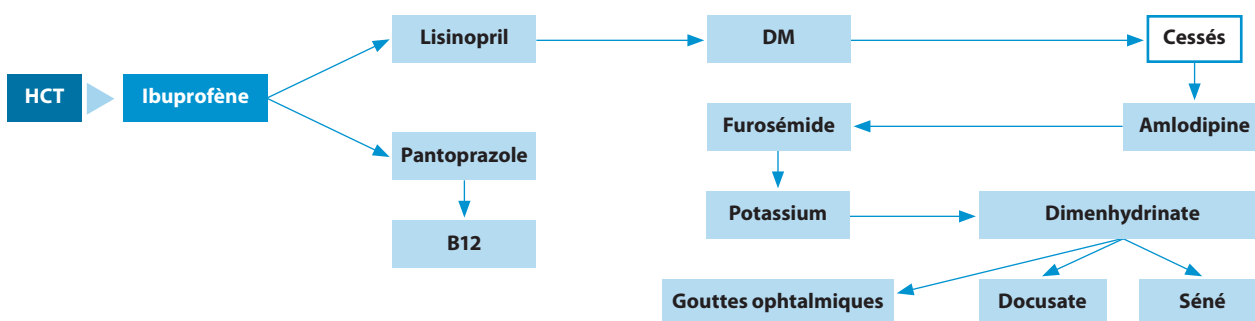 Lisinopril
DM
Cessés
HCT
Ibuprofène
Furosémide
Amlodipine
Pantoprazole
Potassium
Dimenhydrinate
B12
Gouttes ophtalmiques
Docusate
Séné